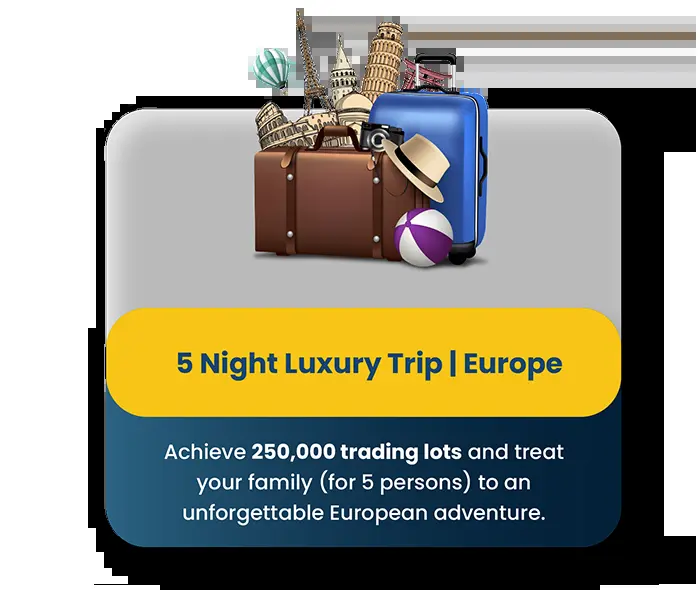 5 Night Luxury Trip | Europe
Achieve 250,000 trading lots and treat
your family (for 5 persons) to an
unforgettable European adventure.